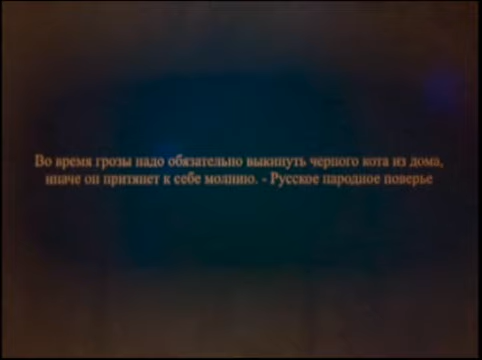 Во время грозы надо обязательно выкинуть черного кота из дома,
иначе он притянет к себе молнию. - Русское народное поверье